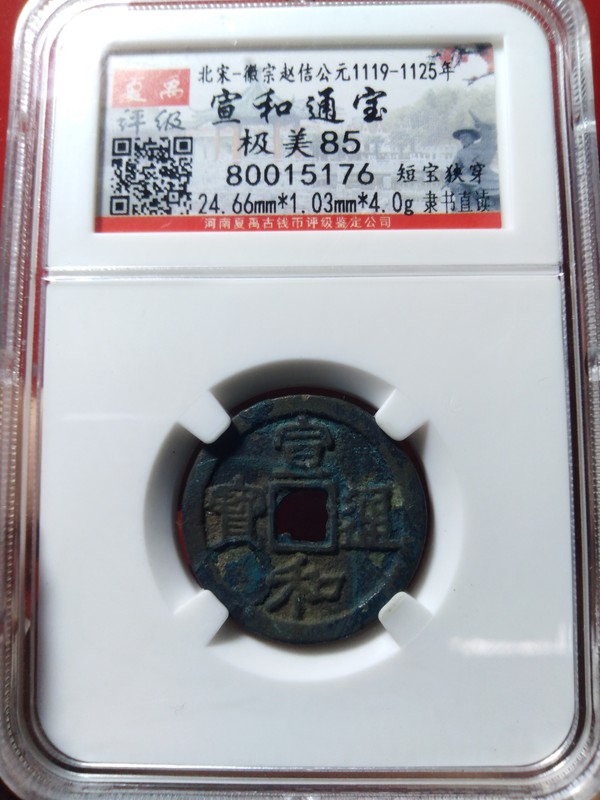 北宋-徽宗赵佶公元1119-1125年
夏禹
评级
宣和通宝
极美85
80015176 短宝狭穿
24.66mm*1.03mm*4.0g 隶书直读
河南夏禹古钱币评级鉴定公司
宣
寳 通
和